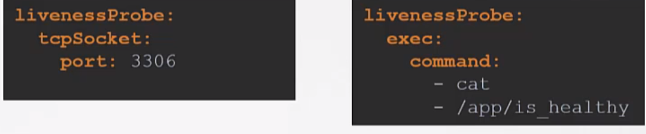 livenessProbe:
  tcpSocket:
    port: 3306
livenessProbe:
  exec:
    command:
      - cat
      - /app/is_healthy